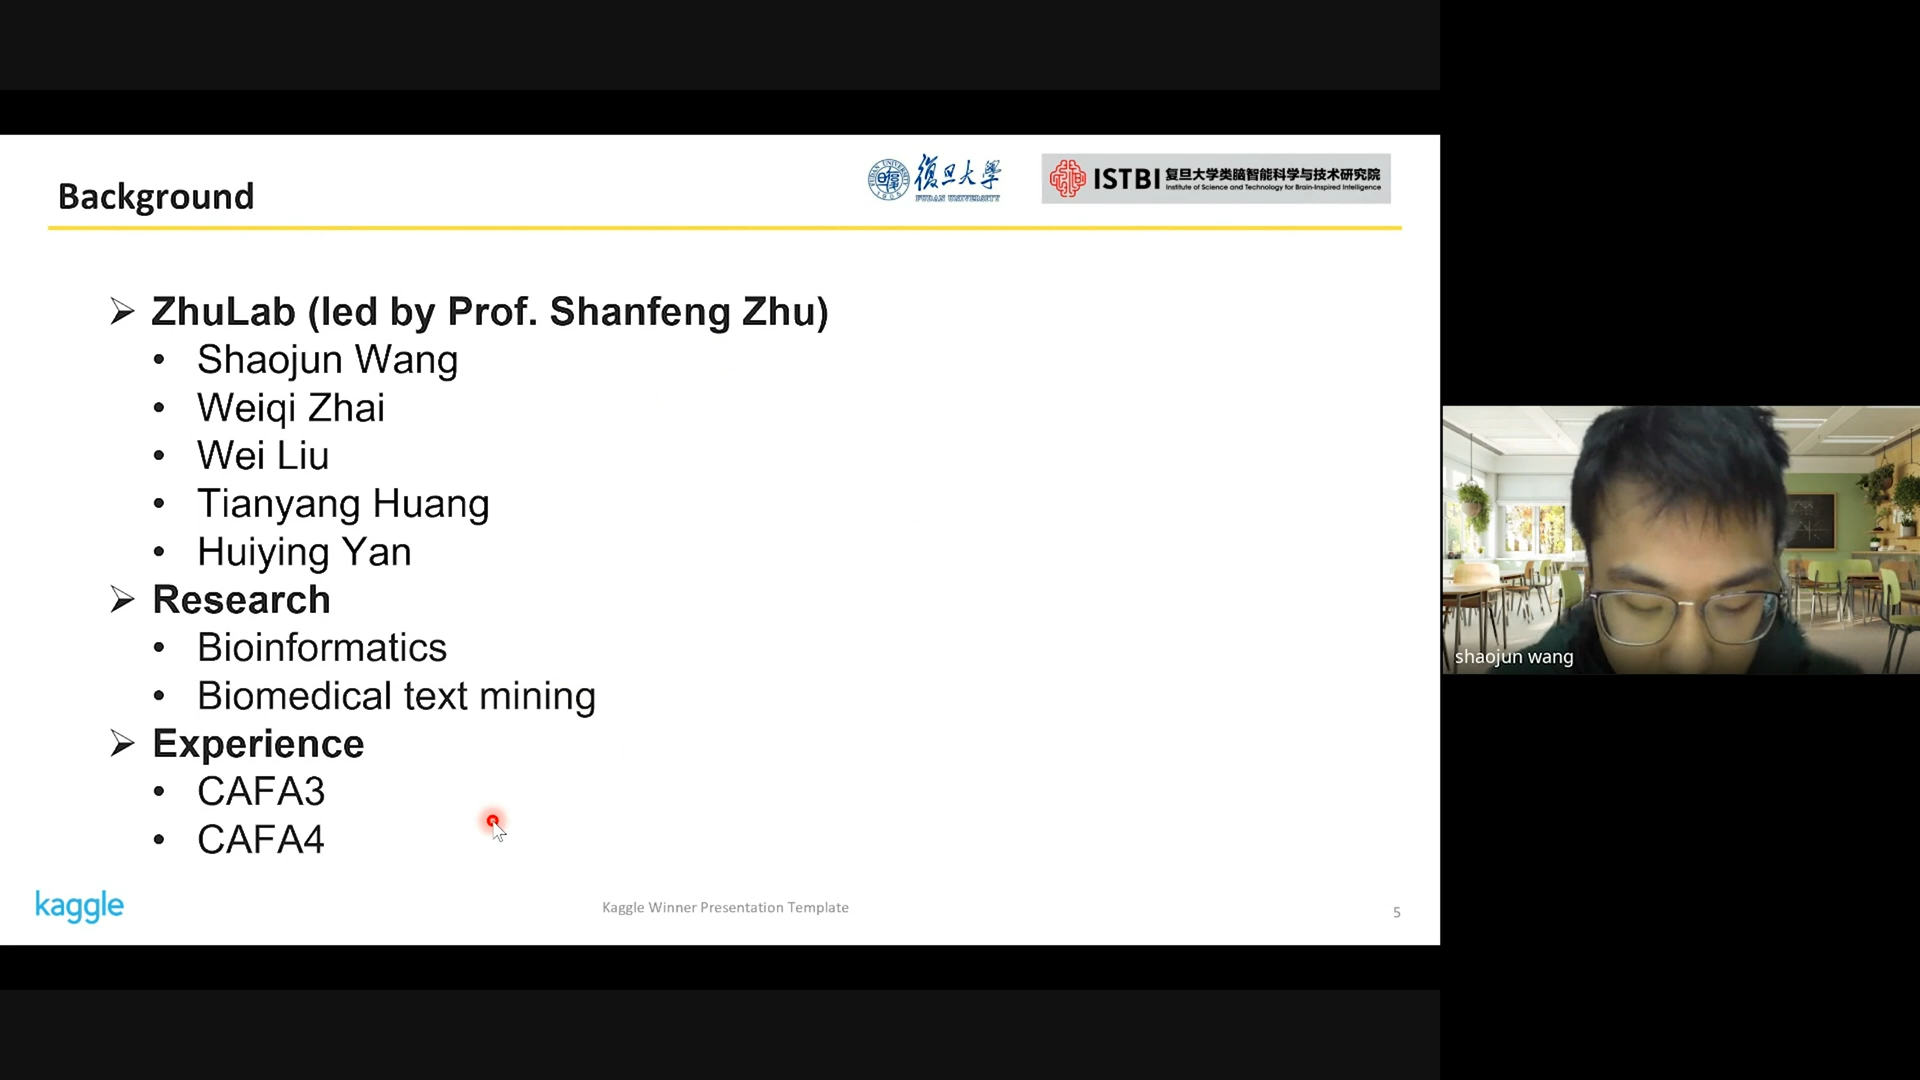 Background
復旦大學
FUDAN UNIVERSITY
ISTBI 复旦大学类脑智能科学与技术研究院
Institute of Science and Technology for Brain-Inspired Intelligence
➢ ZhuLab (led by Prof. Shanfeng Zhu)
• Shaojun Wang
• Weiqi Zhai
• Wei Liu
• Tianyang Huang
• Huiying Yan
➢ Research
• Bioinformatics
• Biomedical text mining
➢ Experience
• CAFA3
• CAFA4
kaggle
Kaggle Winner Presentation Template
5
shaojun wang